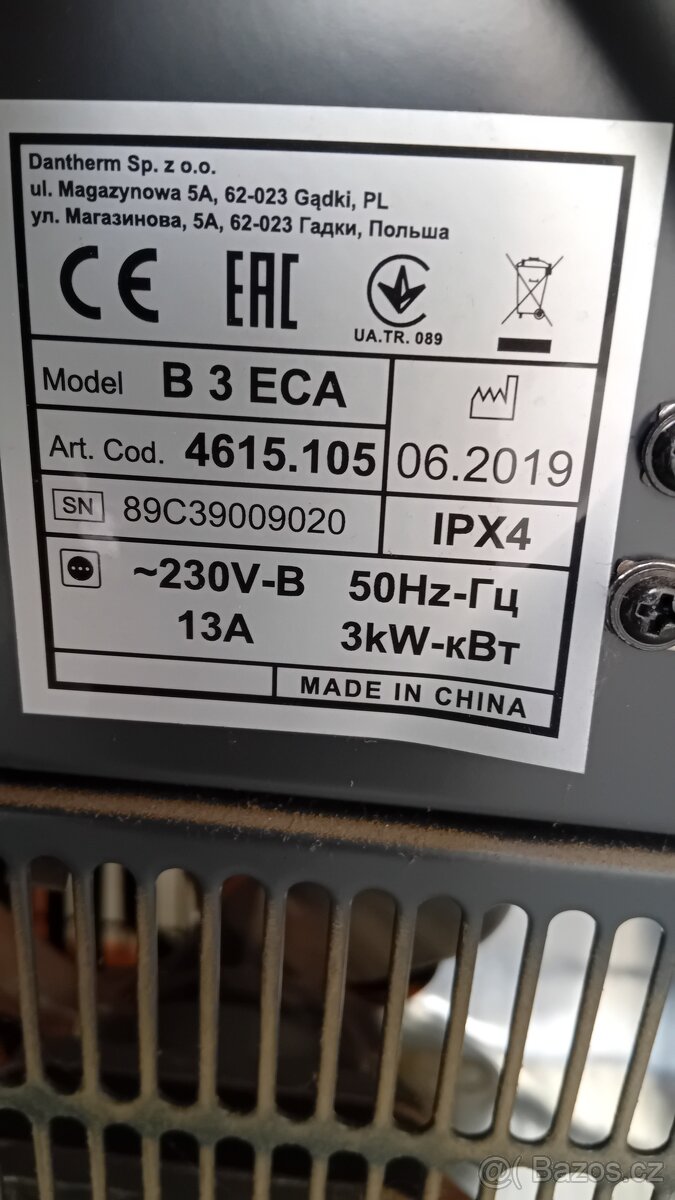 Dantherm Sp. z o.o.
ul. Magazynowa 5A, 62-023 Gądki, PL
ул. Магазинова, 5A, 62-023 Гадки, Польша
CE EAC
UA.TR. 089
Model B 3 ECA
Art. Cod. 4615.105
06.2019
SN 89C39009020
IPX4
~230V-В 50Hz-Гц
13A 3kW-кВт
MADE IN CHINA
@( Bazos.cz